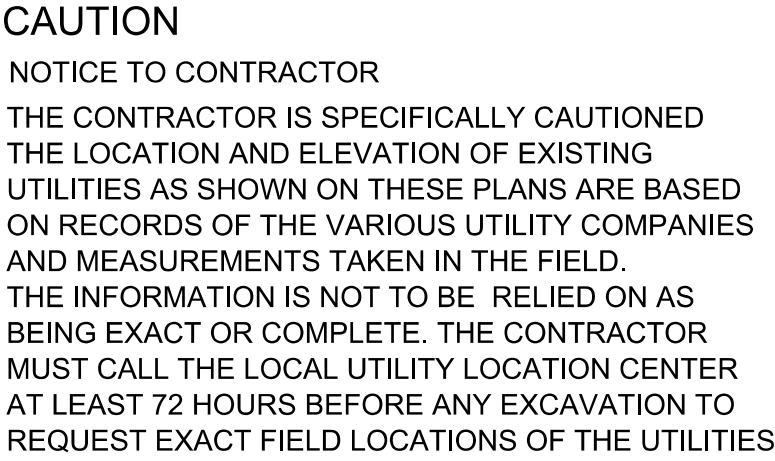 CAUTION
NOTICE TO CONTRACTOR
THE CONTRACTOR IS SPECIFICALLY CAUTIONED
THE LOCATION AND ELEVATION OF EXISTING
UTILITIES AS SHOWN ON THESE PLANS ARE BASED
ON RECORDS OF THE VARIOUS UTILITY COMPANIES
AND MEASUREMENTS TAKEN IN THE FIELD.
THE INFORMATION IS NOT TO BE  RELIED ON AS
BEING EXACT OR COMPLETE. THE CONTRACTOR
MUST CALL THE LOCAL UTILITY LOCATION CENTER
AT LEAST 72 HOURS BEFORE ANY EXCAVATION TO
REQUEST EXACT FIELD LOCATIONS OF THE UTILITIES